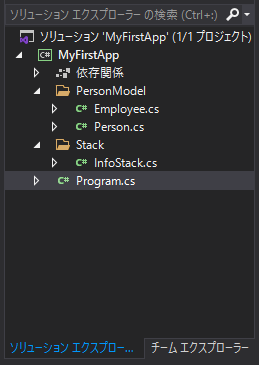 ソリューション エクスプローラー の検索 (Ctrl+:)
ソリューション 'MyFirstApp' (1/1 プロジェクト)
C# MyFirstApp
依存関係
PersonModel
C# Employee.cs
C# Person.cs
Stack
C# InfoStack.cs
C# Program.cs
ソリューション エクスプロー... チーム エクスプローラー